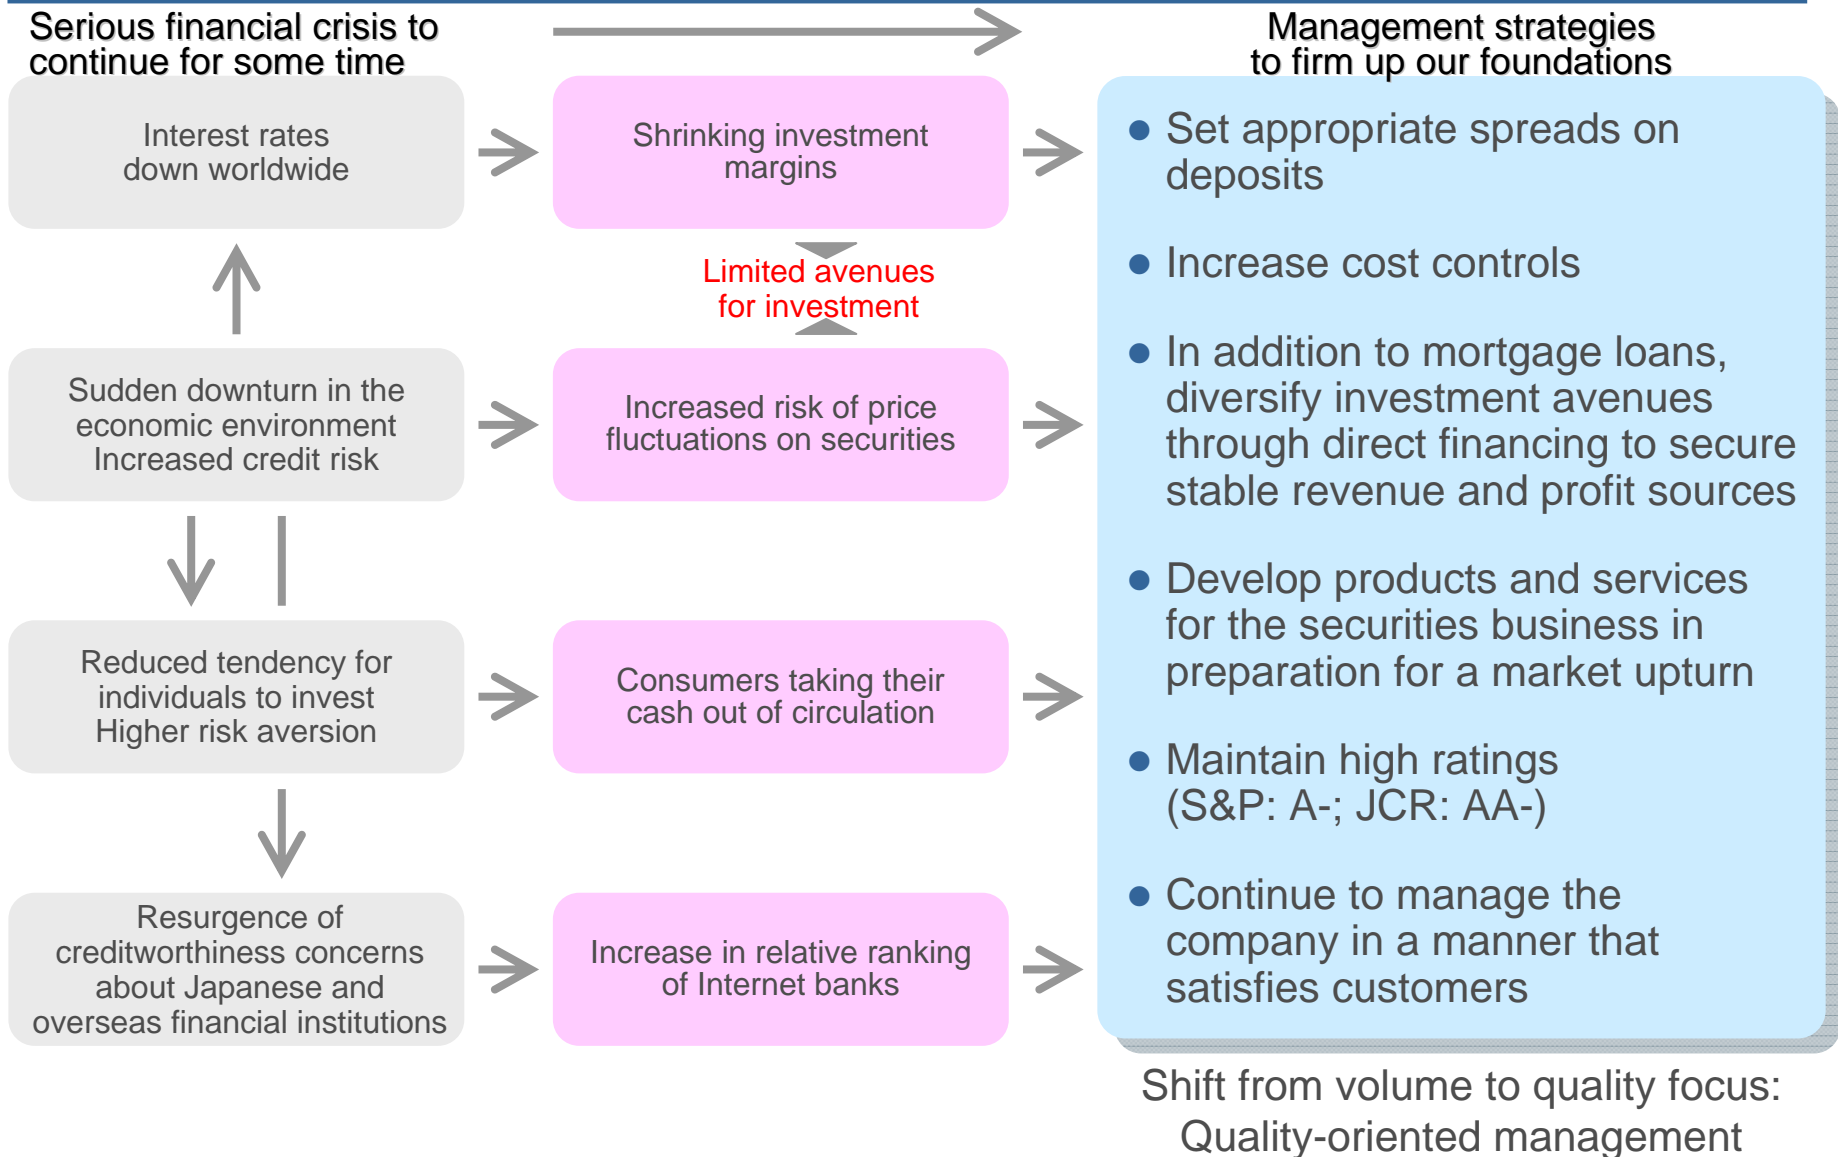 Serious financial crisis to
continue for some time
Management strategies
to firm up our foundations
Interest rates
down worldwide
Shrinking investment
margins
Limited avenues
for investment
Sudden downturn in the
economic environment
Increased credit risk
Increased risk of price
fluctuations on securities
Reduced tendency for
individuals to invest
Higher risk aversion
Consumers taking their
cash out of circulation
Resurgence of
creditworthiness concerns
about Japanese and
overseas financial institutions
Increase in relative ranking
of Internet banks
● Set appropriate spreads on
deposits
● Increase cost controls
● In addition to mortgage loans,
diversify investment avenues
through direct financing to secure
stable revenue and profit sources
● Develop products and services
for the securities business in
preparation for a market upturn
● Maintain high ratings
(S&P: A-; JCR: AA-)
● Continue to manage the
company in a manner that
satisfies customers
Shift from volume to quality focus:
Quality-oriented management